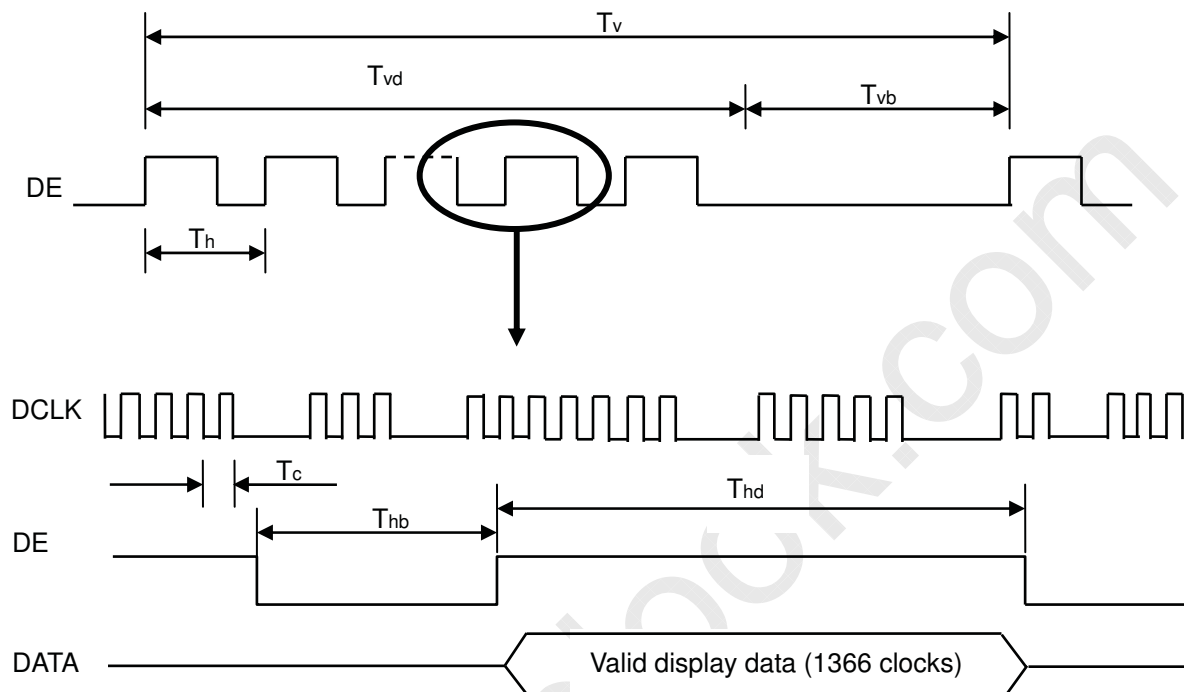 Tv
Tvd
Tvb
DE
Th
DCLK
Tc
Thd
Thb
DE
DATA
Valid display data (1366 clocks)